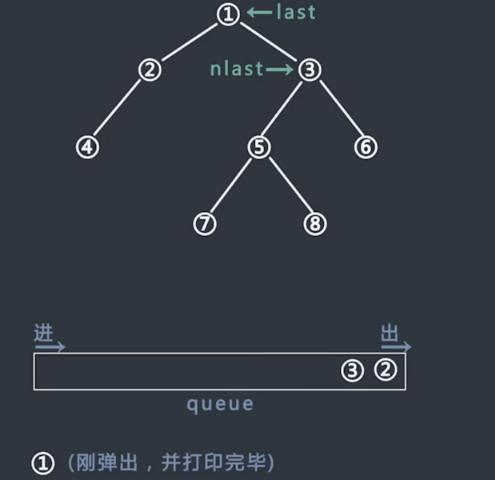 ① ←last
② nlast→ ③
④ ⑤ ⑥
⑦ ⑧
进 出
③ ②
queue
① (刚弹出，并打印完毕)